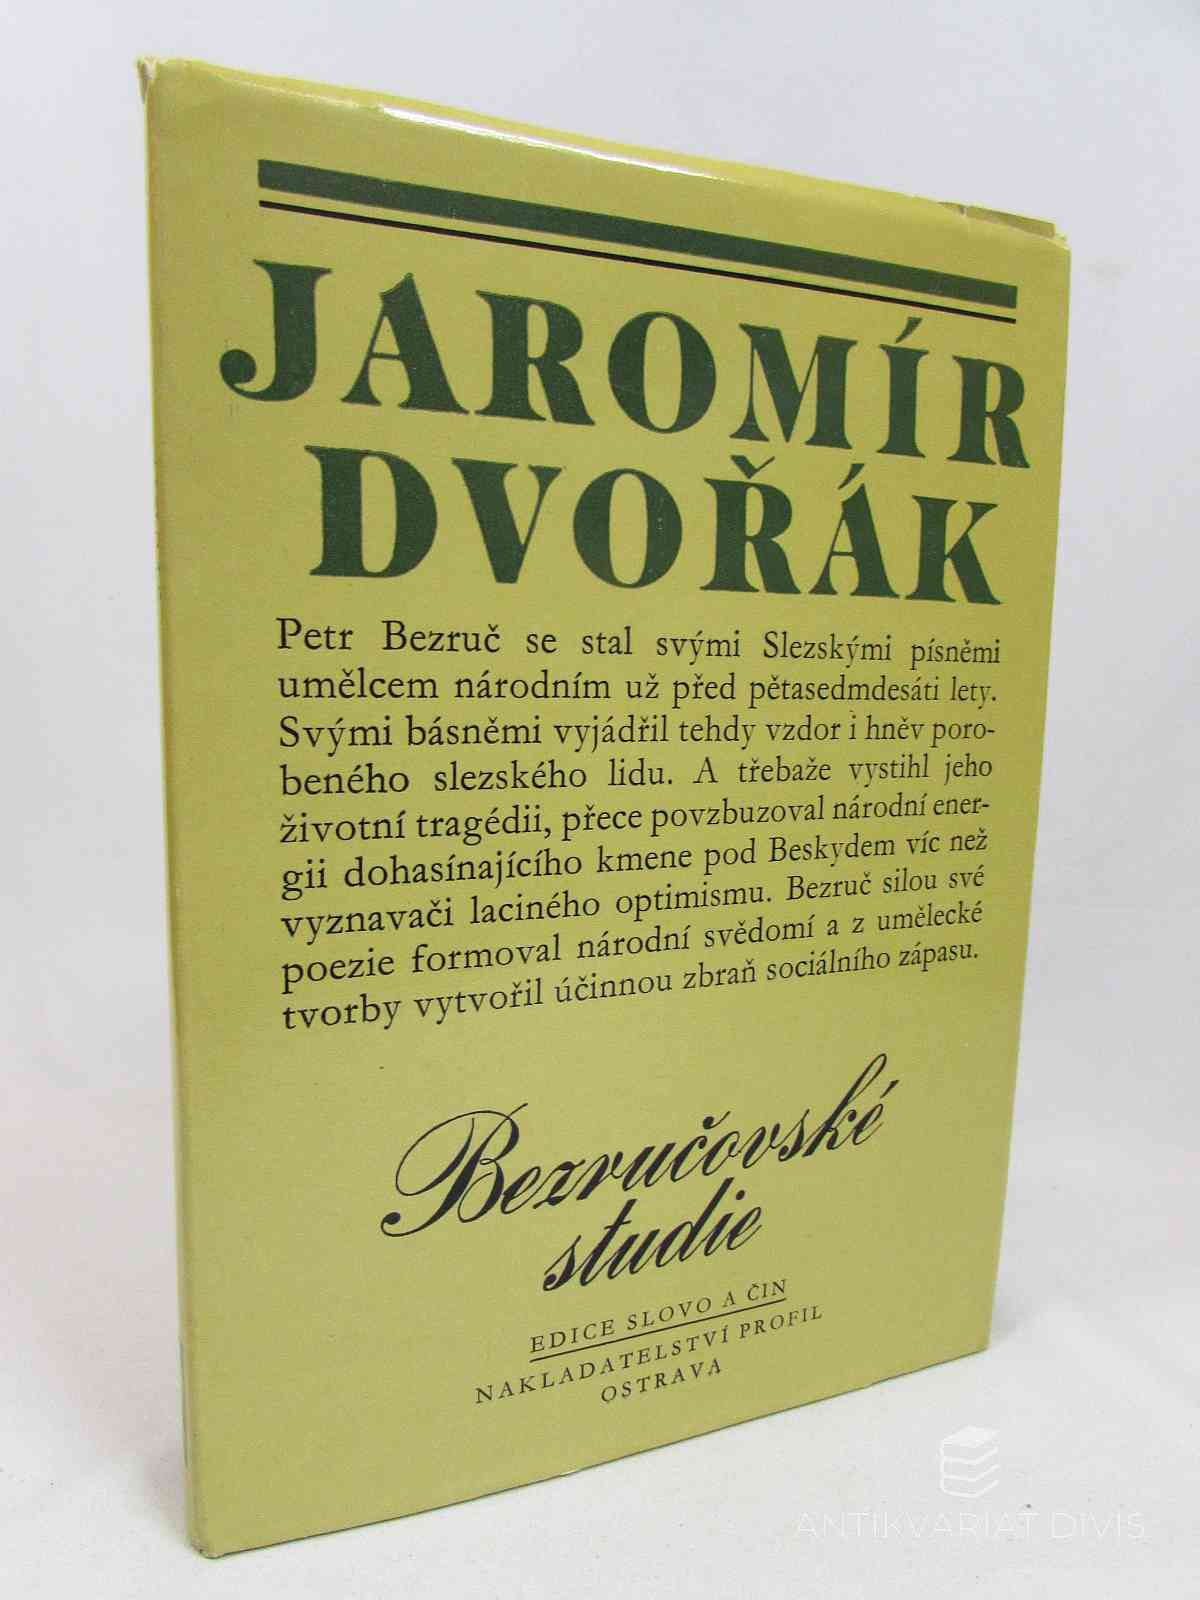 JAROMÍR
DVOŘÁK
Petr Bezruč se stal svými Slezskými písněmi
umělcem národním už před pětasedmdesáti lety.
Svými básněmi vyjádřil tehdy vzdor i hněv poro-
beného slezského lidu. A třebaže vystihl jeho
životní tragédii, přece povzbuzoval národní ener-
gii dohasínajícího kmene pod Beskydem víc než
vyznavači laciného optimismu. Bezruč silou své
poezie formoval národní svědomí a z umělecké
tvorby vytvořil účinnou zbraň sociálního zápasu.
Bezručovské
studie
EDICE SLOVO A ČIN
NAKLADATELSTVÍ PROFIL
OSTRAVA
ANTIKVARIAT DIVIŠ